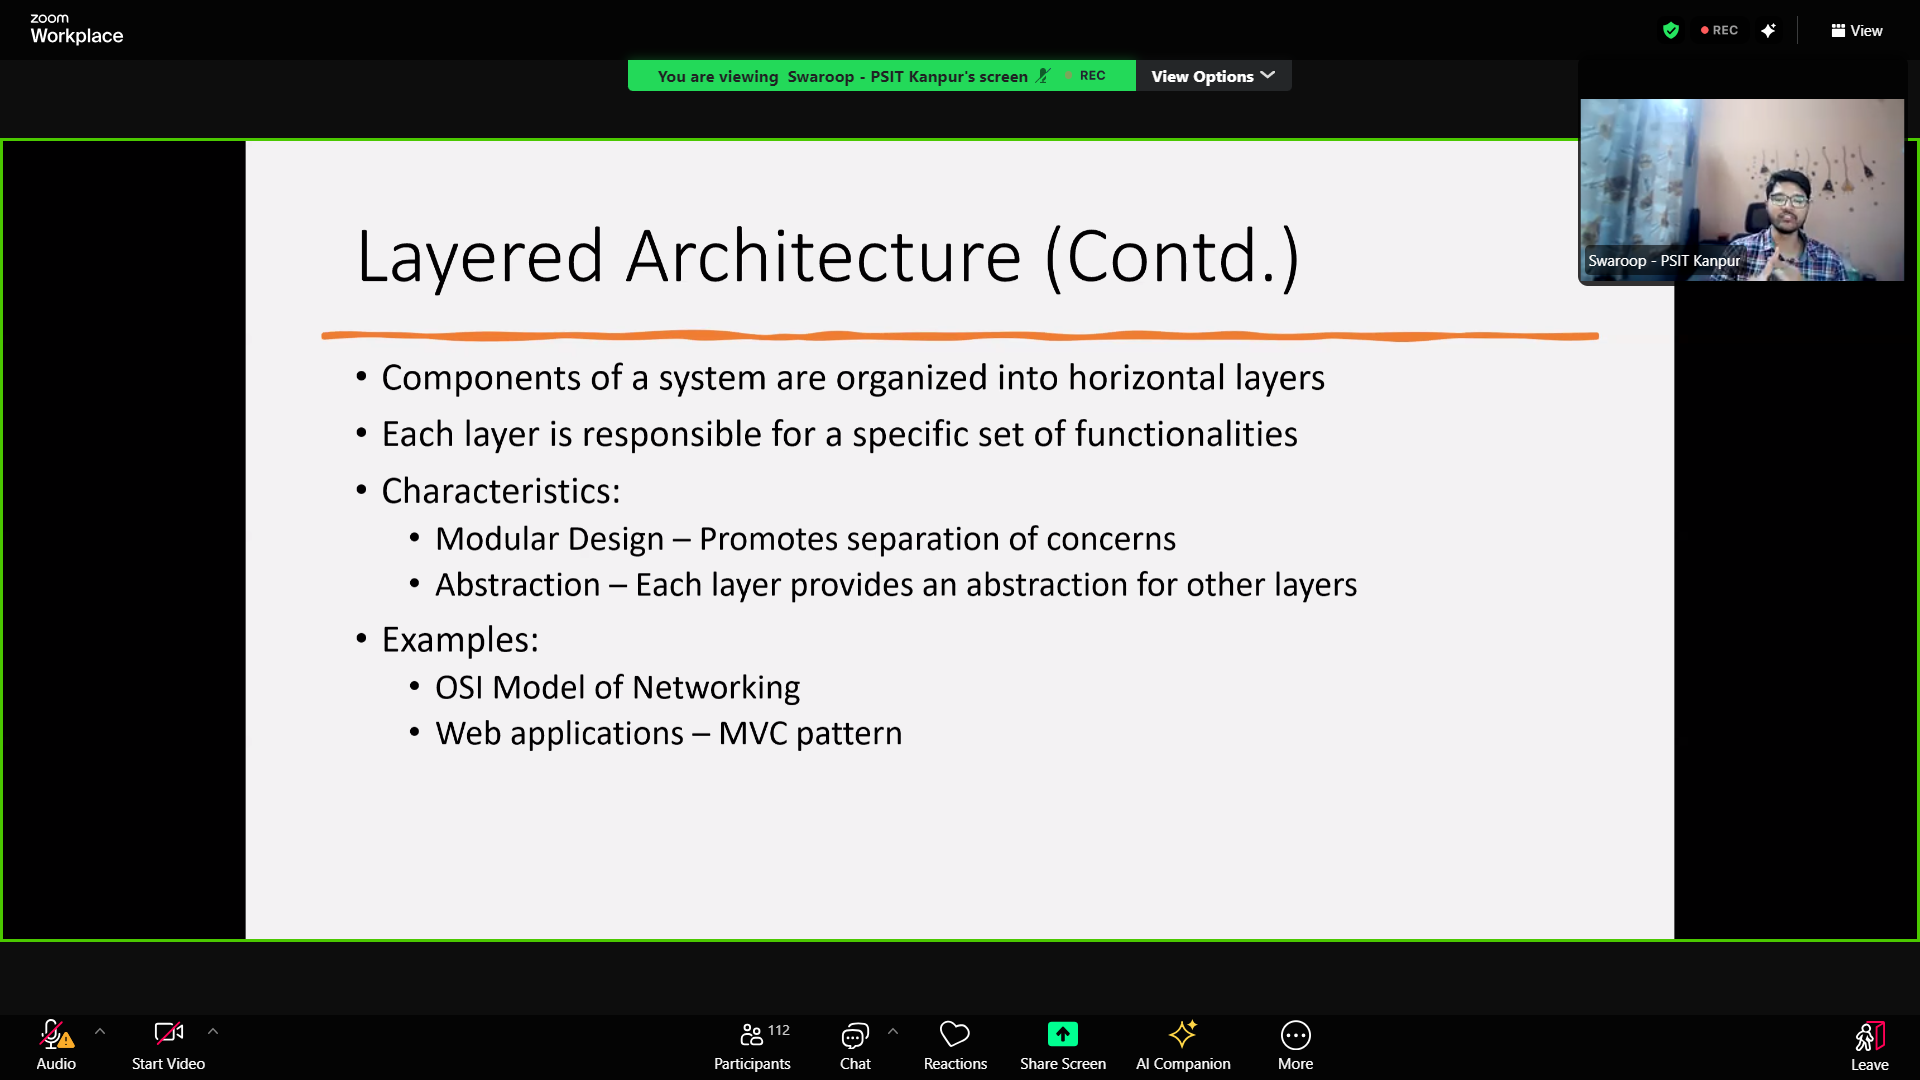 zoom
Workplace
REC
View
You are viewing Swaroop - PSIT Kanpur's screen
REC
View Options
Swaroop - PSIT Kanpur
Layered Architecture (Contd.)
• Components of a system are organized into horizontal layers
• Each layer is responsible for a specific set of functionalities
• Characteristics:
• Modular Design – Promotes separation of concerns
• Abstraction – Each layer provides an abstraction for other layers
• Examples:
• OSI Model of Networking
• Web applications – MVC pattern
Audio
Start Video
112
Participants
Chat
Reactions
Share Screen
AI Companion
More
Leave